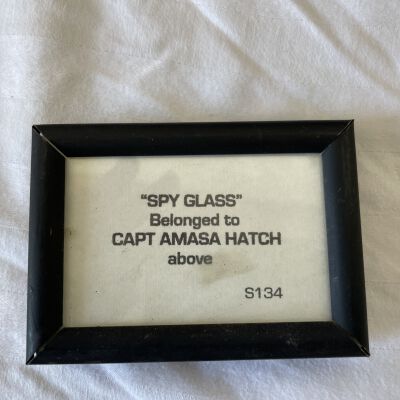 "SPY GLASS"
Belonged to
CAPT AMASA HATCH
above
S134